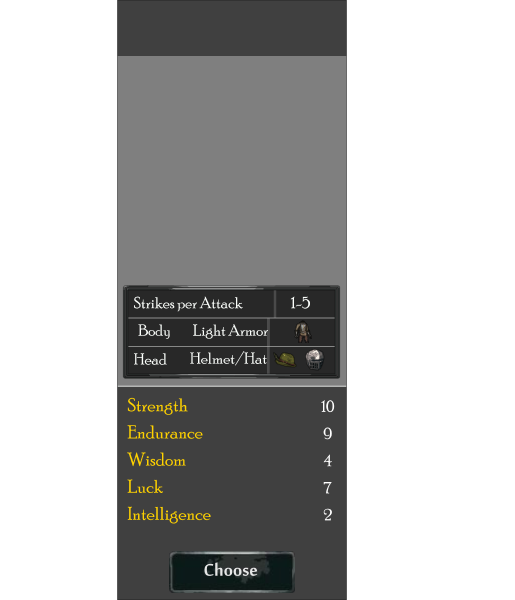 Strikes per Attack 1-5
Body Light Armor
Head Helmet/Hat
Strength 10
Endurance 9
Wisdom 4
Luck 7
Intelligence 2
Choose